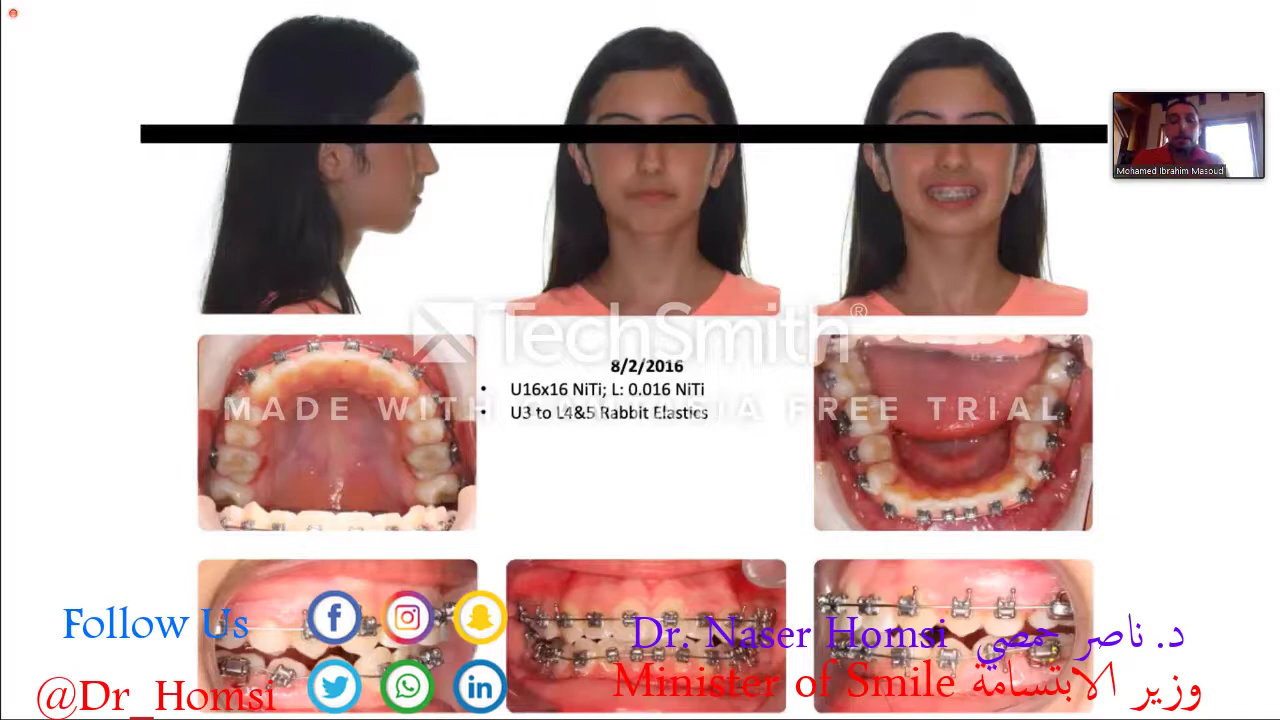 Mohamed Ibrahim Masoud
TechSmith®
8/2/2016
• U16x16 NiTi; L: 0.016 NiTi
MADE WITH CAMTASIA FREE TRIAL
• U3 to L4&5 Rabbit Elastics
Follow Us
Dr. Naser Homsi د. ناصر حمصي
@Dr_Homsi
Minister of Smile وزير الابتسامة